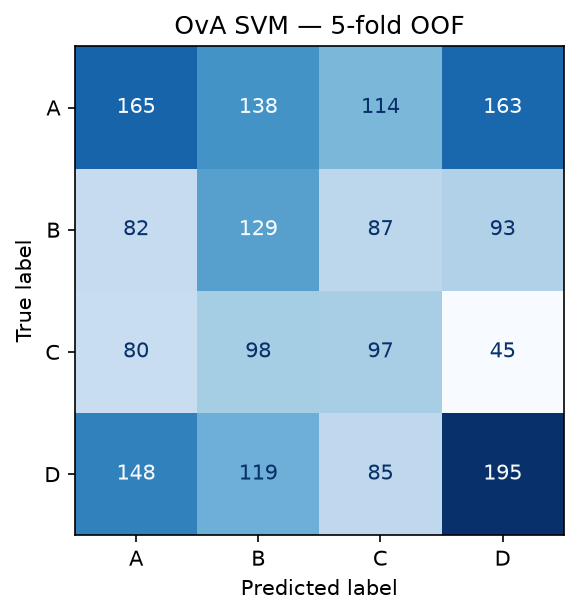 OvA SVM — 5-fold OOF
True label
A 165 138 114 163
B 82 129 87 93
C 80 98 97 45
D 148 119 85 195
A B C D
Predicted label